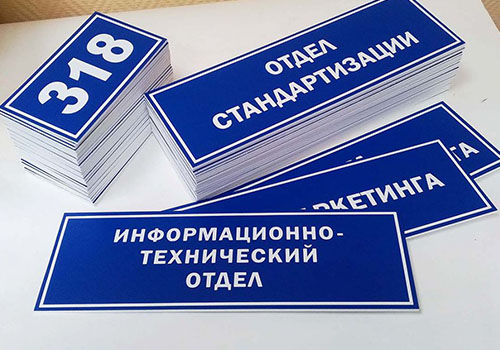 318
ОТДЕЛ
СТАНДАРТИЗАЦИИ
ИНФОРМАЦИОННО-
ТЕХНИЧЕСКИЙ
ОТДЕЛ